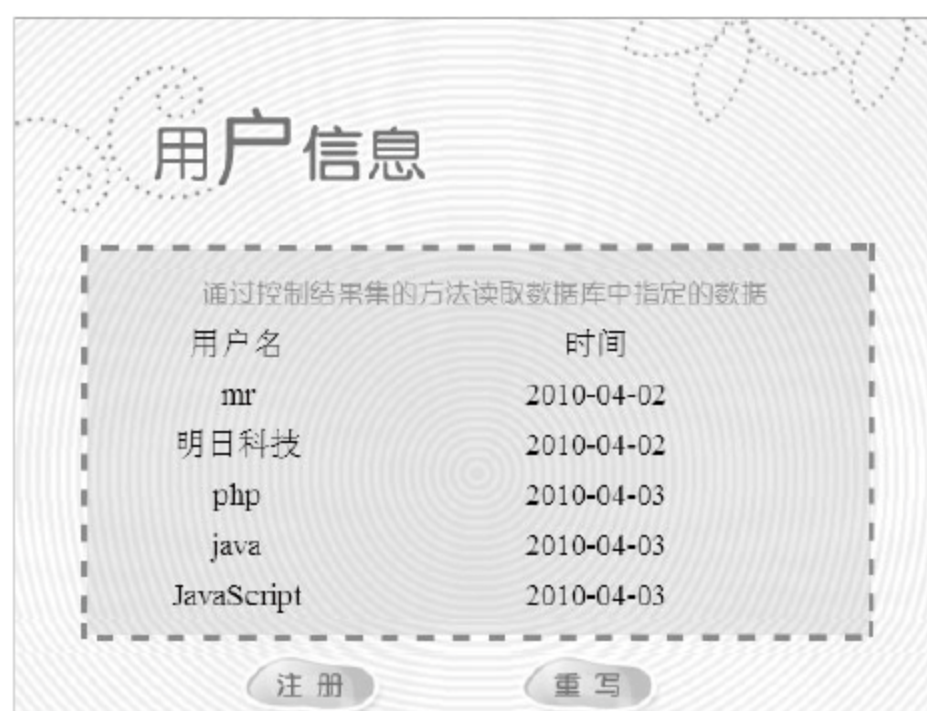 用户信息
通过控制结果集的方法读取数据库中指定的数据
用户名 时间
mr 2010-04-02
明日科技 2010-04-02
php 2010-04-03
java 2010-04-03
JavaScript 2010-04-03
注册 重写